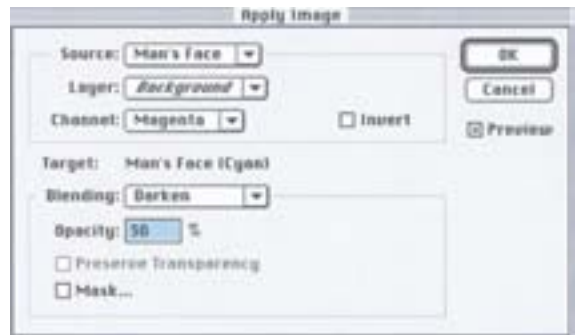 Apply Image
Source: Man's Face
Layer: Background
Channel: Magenta
Invert
Target: Man's Face (Cyan)
Blending: Darken
Opacity: 50 %
Preserve Transparency
Mask...
OK
Cancel
Preview